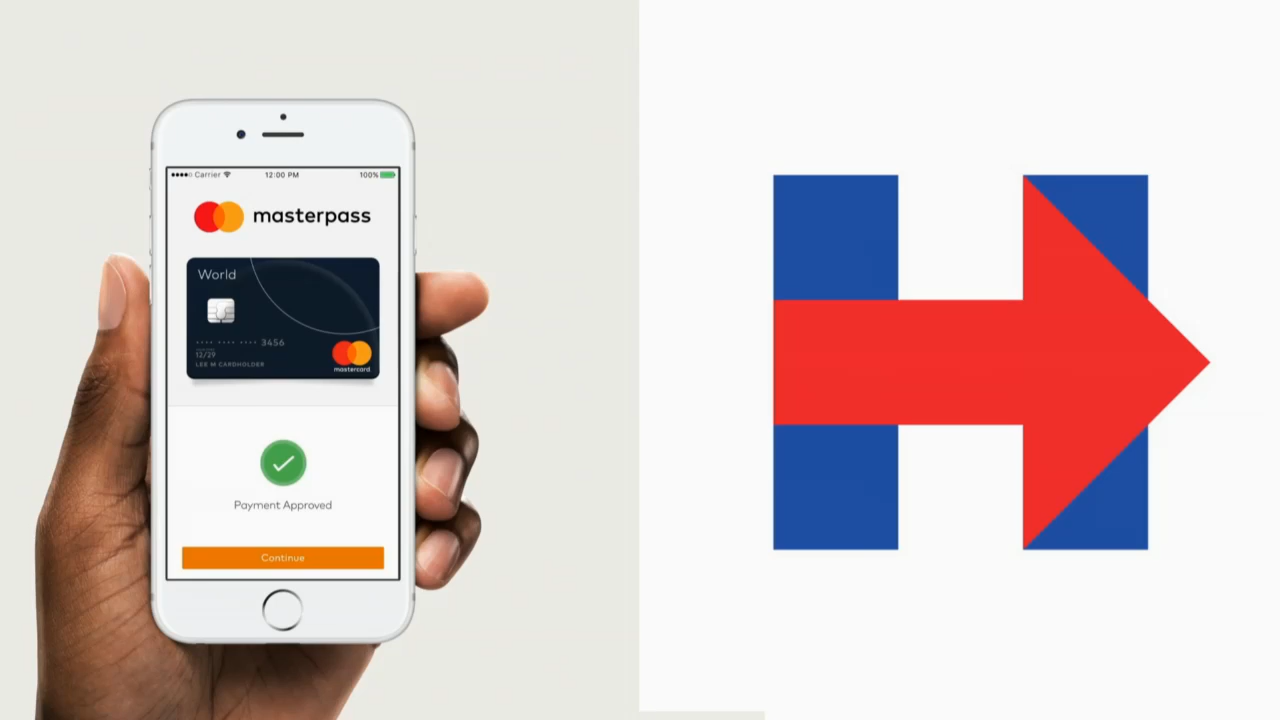 Carrier 12:00 PM 100%
masterpass
World
•••• •••• •••• 3456
12/29
LEE M CARDHOLDER
mastercard
Payment Approved
Continue
H